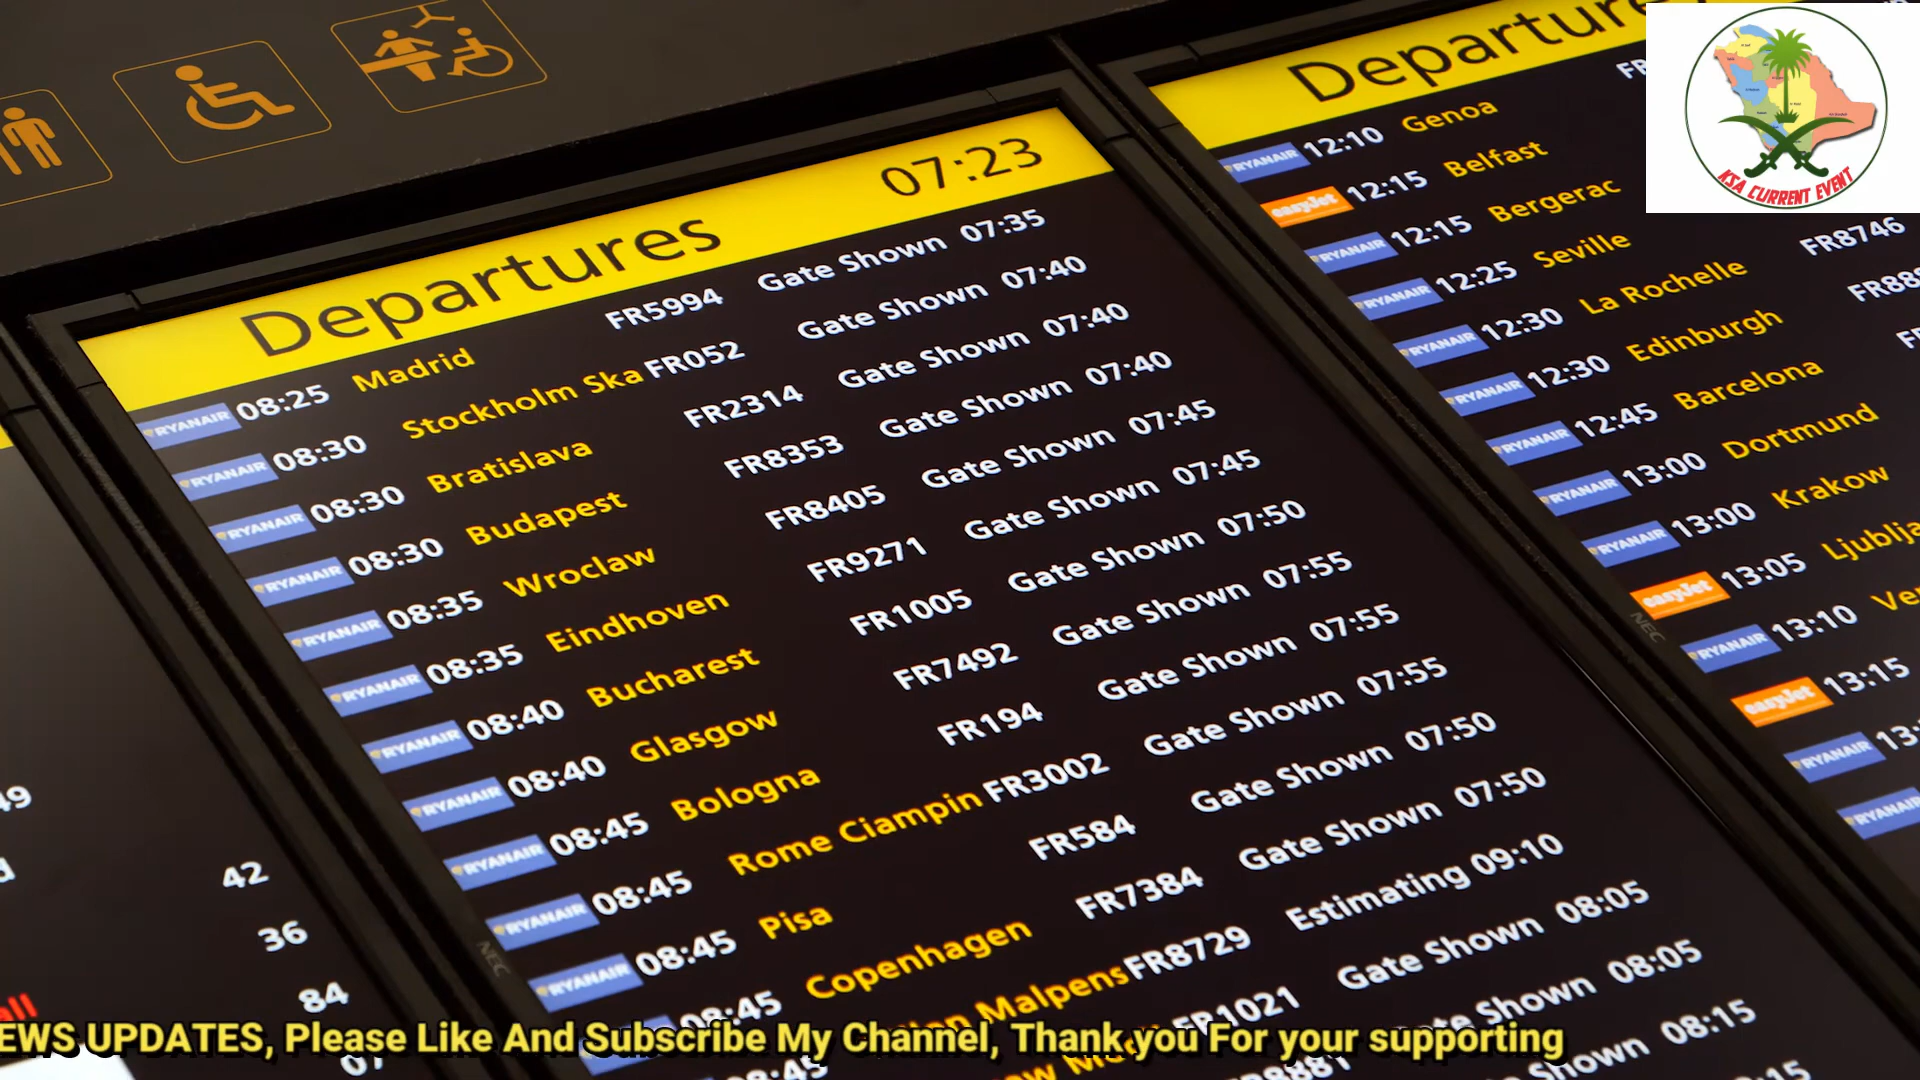 Departures 07:23
RYANAIR 08:25 Madrid FR5994 Gate Shown 07:35
RYANAIR 08:30 Stockholm Ska FR052 Gate Shown 07:40
RYANAIR 08:30 Bratislava FR2314 Gate Shown 07:40
RYANAIR 08:30 Budapest FR8353 Gate Shown 07:40
RYANAIR 08:35 Wroclaw FR8405 Gate Shown 07:45
RYANAIR 08:35 Eindhoven FR9271 Gate Shown 07:45
RYANAIR 08:40 Bucharest FR1005 Gate Shown 07:50
RYANAIR 08:40 Glasgow FR7492 Gate Shown 07:55
RYANAIR 08:45 Bologna FR194 Gate Shown 07:55
RYANAIR 08:45 Rome Ciampin FR3002 Gate Shown 07:55
RYANAIR 08:45 Pisa FR584 Gate Shown 07:50
08:45 Copenhagen FR7384 Gate Shown 07:50
08:45 Malpens FR8729 Estimating 09:10
FR1021 Gate Shown 08:05
Shown 08:05
Shown 08:15
Departure
RYANAIR 12:10 Genoa
easyJet 12:15 Belfast
RYANAIR 12:15 Bergerac
RYANAIR 12:25 Seville FR8746
RYANAIR 12:30 La Rochelle
RYANAIR 12:30 Edinburgh
RYANAIR 12:45 Barcelona
RYANAIR 13:00 Dortmund
RYANAIR 13:00 Krakow
easyJet 13:05 Ljublja
RYANAIR 13:10
easyJet 13:15
RYANAIR
RYANAIR
42
36
84
NEC
NEC
KSA CURRENT EVENT
EWS UPDATES, Please Like And Subscribe My Channel, Thank you For your supporting